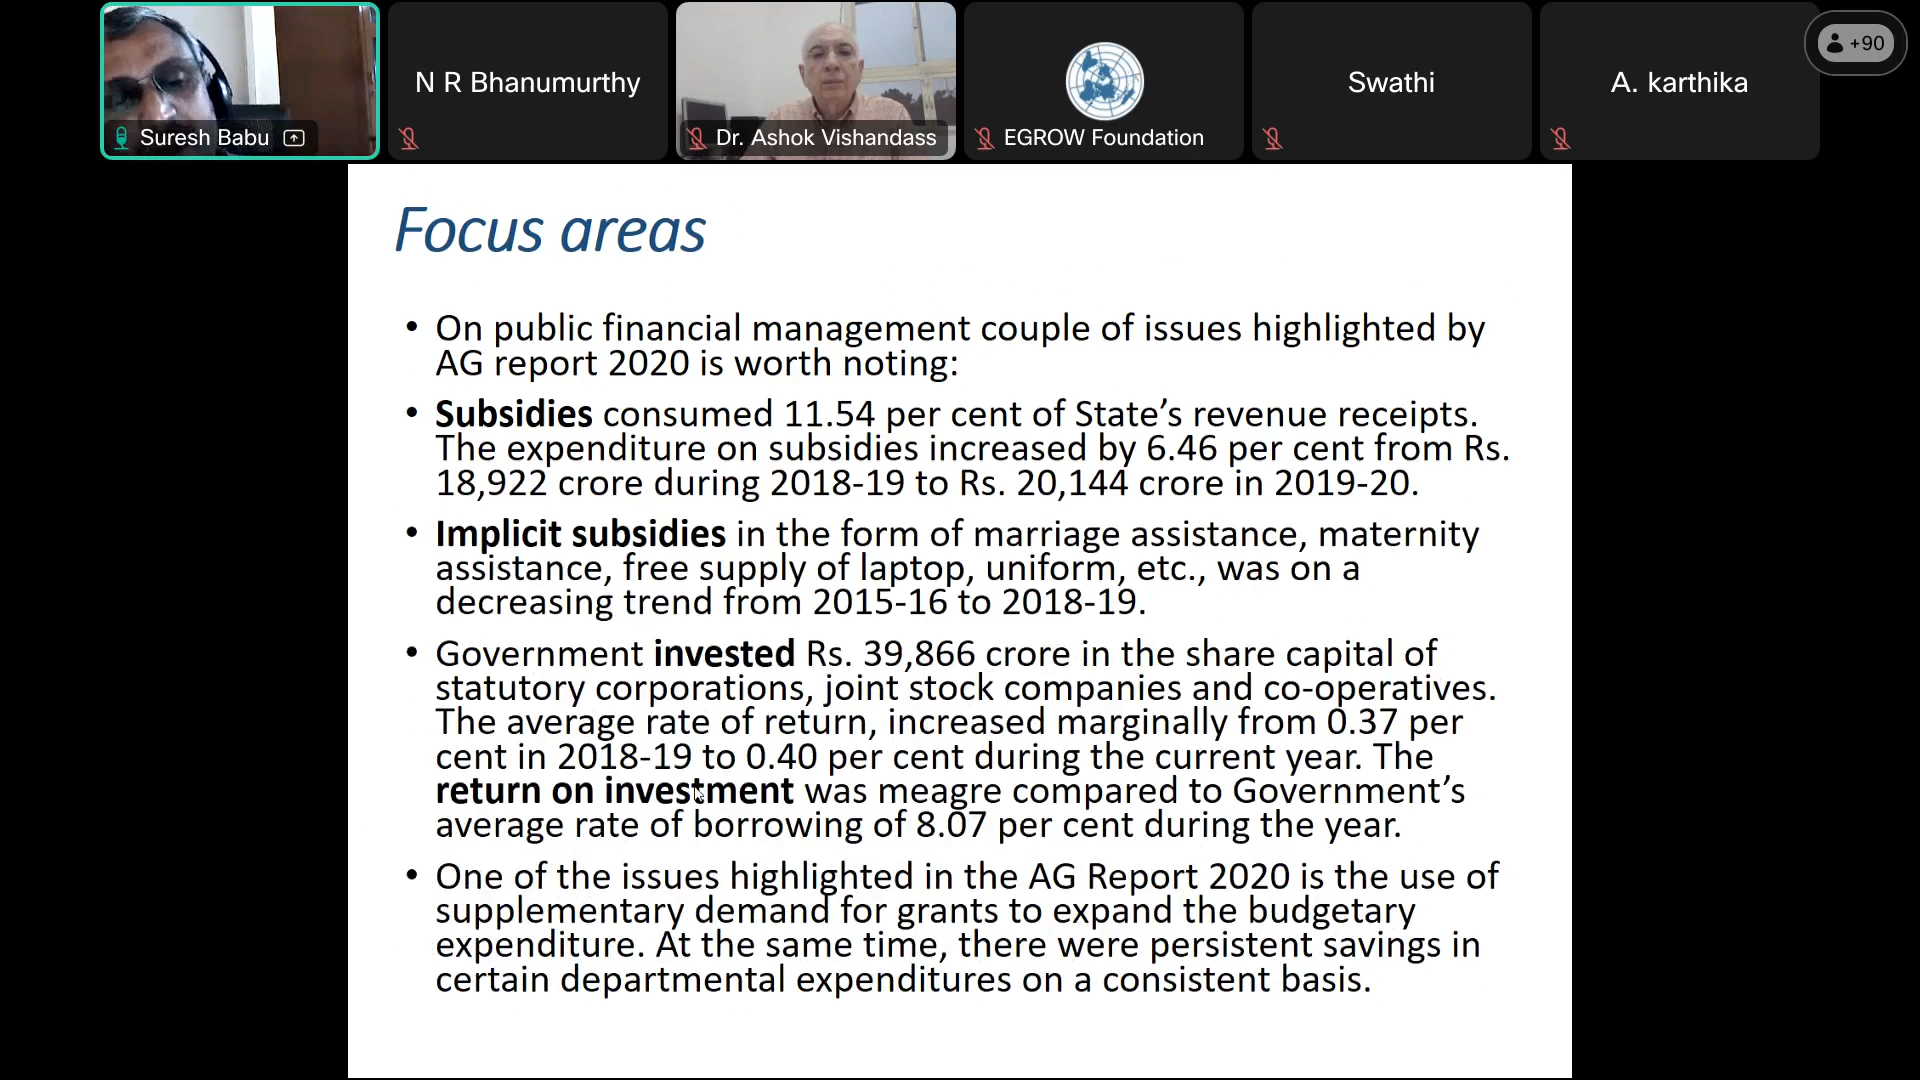 Suresh Babu
N R Bhanumurthy
Dr. Ashok Vishandass
EGROW Foundation
Swathi
A. karthika
+90
Focus areas
• On public financial management couple of issues highlighted by
AG report 2020 is worth noting:
• Subsidies consumed 11.54 per cent of State’s revenue receipts.
The expenditure on subsidies increased by 6.46 per cent from Rs.
18,922 crore during 2018-19 to Rs. 20,144 crore in 2019-20.
• Implicit subsidies in the form of marriage assistance, maternity
assistance, free supply of laptop, uniform, etc., was on a
decreasing trend from 2015-16 to 2018-19.
• Government invested Rs. 39,866 crore in the share capital of
statutory corporations, joint stock companies and co-operatives.
The average rate of return, increased marginally from 0.37 per
cent in 2018-19 to 0.40 per cent during the current year. The
return on investment was meagre compared to Government’s
average rate of borrowing of 8.07 per cent during the year.
• One of the issues highlighted in the AG Report 2020 is the use of
supplementary demand for grants to expand the budgetary
expenditure. At the same time, there were persistent savings in
certain departmental expenditures on a consistent basis.